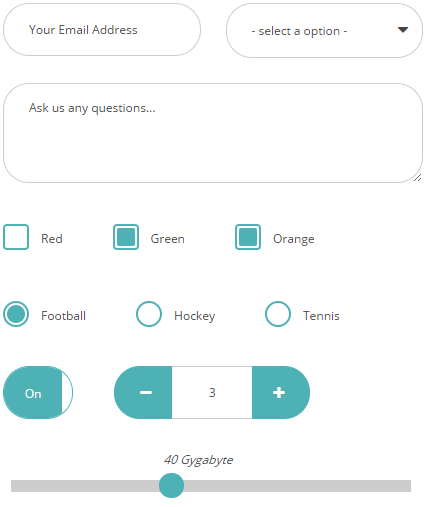 Your Email Address
- select a option -
Ask us any questions...
Red
Green
Orange
Football
Hockey
Tennis
On
3
40 Gygabyte